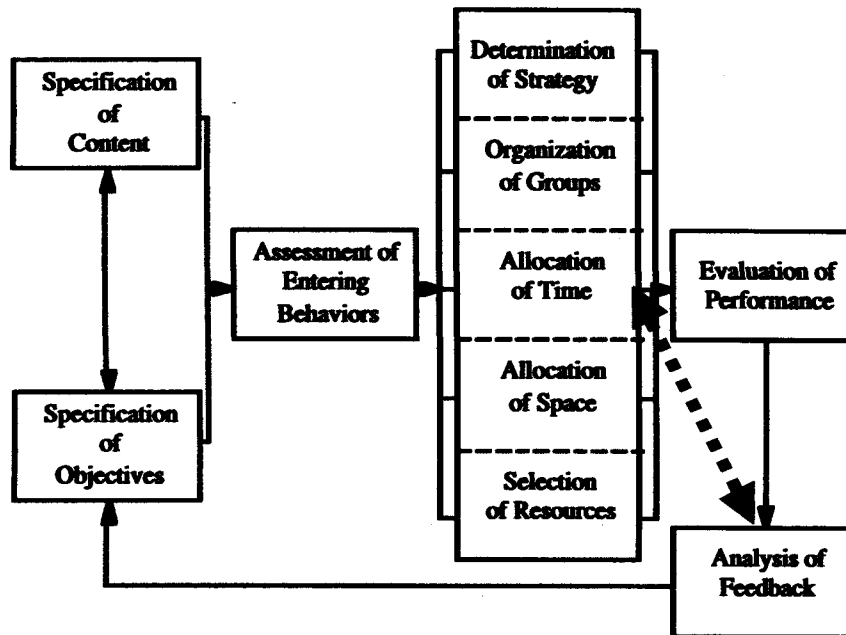 Specification
of
Content
Specification
of
Objectives
Assessment of
Entering
Behaviors
Determination
of Strategy
Organization
of Groups
Allocation
of Time
Allocation
of Space
Selection
of Resources
Evaluation of
Performance
Analysis of
Feedback